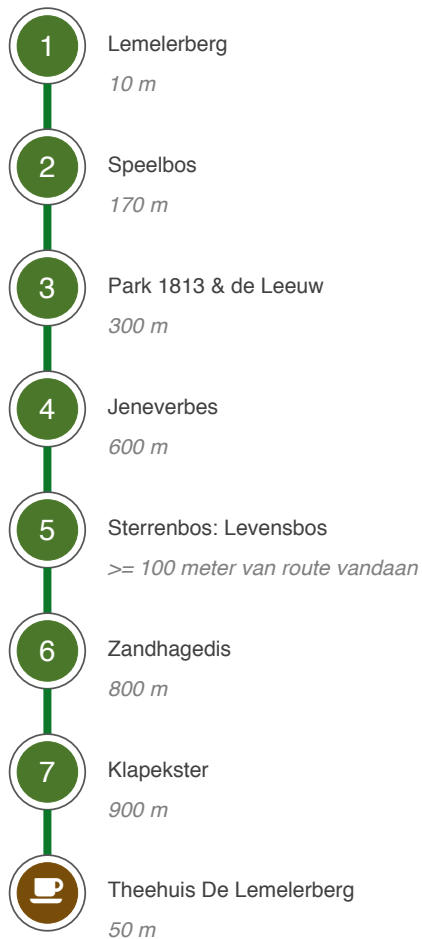 1
Lemelerberg
10 m
2
Speelbos
170 m
3
Park 1813 & de Leeuw
300 m
4
Jeneverbes
600 m
5
Sterrenbos: Levensbos
>= 100 meter van route vandaan
6
Zandhagedis
800 m
7
Klapekster
900 m
Theehuis De Lemelerberg
50 m